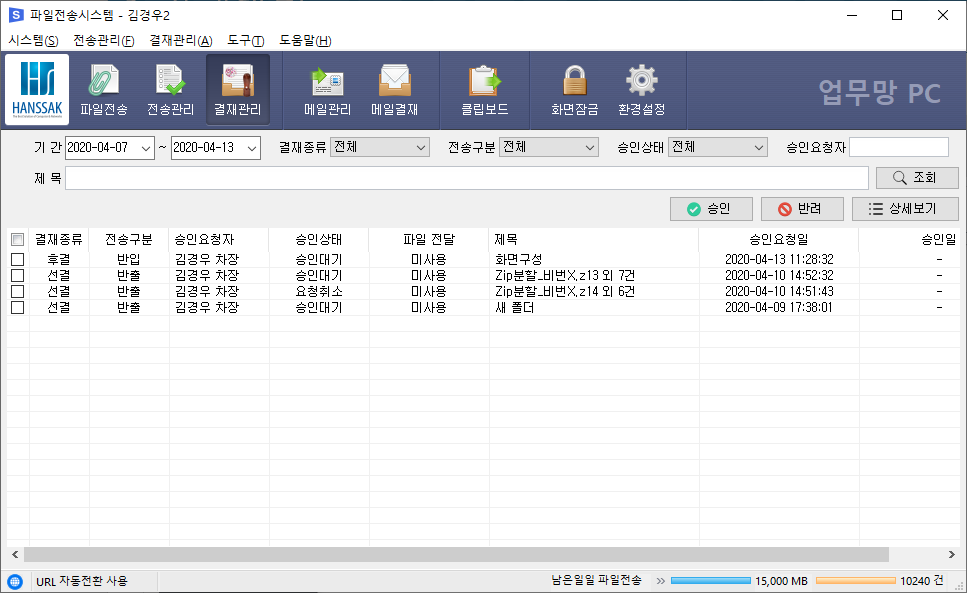 파일전송시스템 - 김경우2
시스템(S) 전송관리(F) 결재관리(A) 도구(T) 도움말(H)
HANSSAK
파일전송 전송관리 결재관리 메일관리 메일결재 클립보드 화면잠금 환경설정
업무망 PC
기 간 2020-04-07 ~ 2020-04-13 결재종류 전체 전송구분 전체 승인상태 전체 승인요청자
제 목 조회
승인 반려 상세보기
결재종류 전송구분 승인요청자 승인상태 파일 전달 제목 승인요청일 승인일
후결 반입 김경우 차장 승인대기 미사용 화면구성 2020-04-13 11:28:32 -
선결 반출 김경우 차장 승인대기 미사용 Zip분할_비번X.z13 외 7건 2020-04-10 14:52:32 -
선결 반출 김경우 차장 요청취소 미사용 Zip분할_비번X.z14 외 6건 2020-04-10 14:51:43 -
선결 반출 김경우 차장 승인대기 미사용 새 폴더 2020-04-09 17:38:01 -
URL 자동전환 사용 남은일일 파일전송 >> 15,000 MB 10240 건